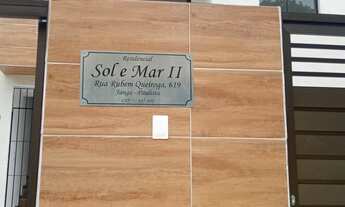 Residencial
Sol e Mar II
Rua Rubem Queiroga, 619
Janga - Paulista